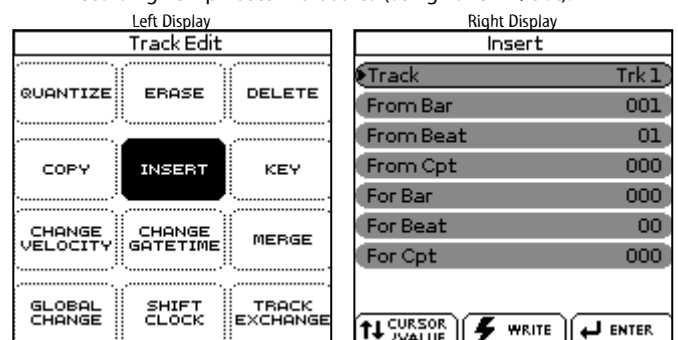 Left Display
Right Display
Track Edit
QUANTIZE
ERASE
DELETE
COPY
INSERT
KEY
CHANGE
VELOCITY
CHANGE
GATETIME
MERGE
GLOBAL
CHANGE
SHIFT
CLOCK
TRACK
EXCHANGE
Insert
Track Trk 1
From Bar 001
From Beat 01
From Cpt 000
For Bar 000
For Beat 00
For Cpt 000
CURSOR
/VALUE
WRITE
ENTER